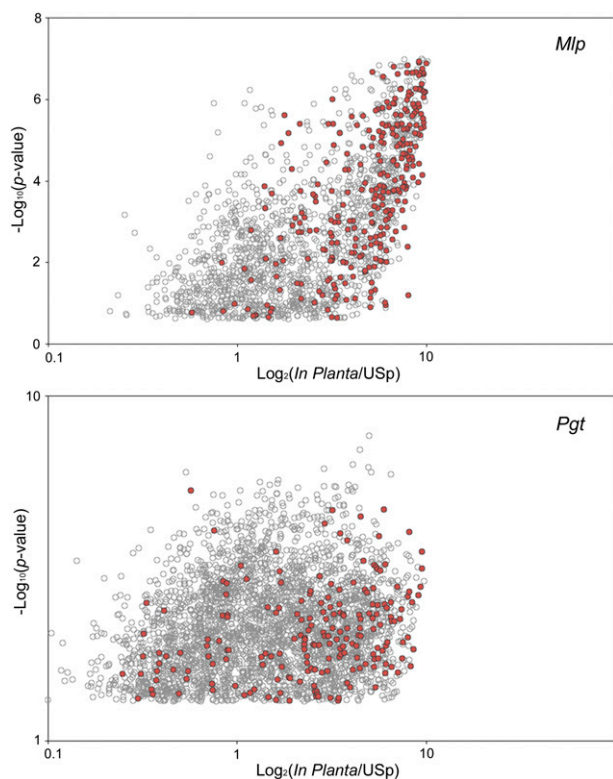 8
Mlp
6
-Log₁₀(p-value)
4
2
0
0.1
1
10
Log₂(In Planta/USp)
10
Pgt
-Log₁₀(p-value)
1
0.1
1
10
Log₂(In Planta/USp)